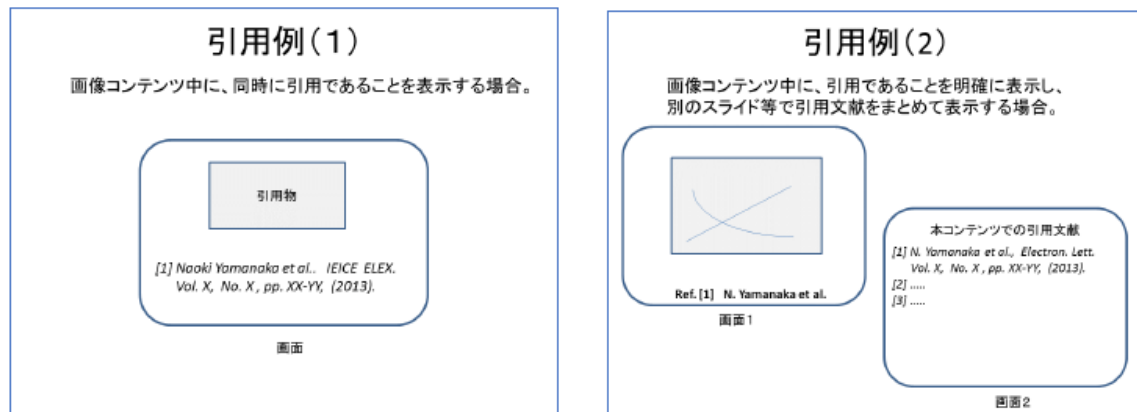 引用例(1)
画像コンテンツ中に、同時に引用であることを表示する場合。
引用物
[1] Naoki Yamanaka et al.. IEICE ELEX.
Vol. X, No. X , pp. XX-YY, (2013).
画面
引用例(2)
画像コンテンツ中に、引用であることを明確に表示し、
別のスライド等で引用文献をまとめて表示する場合。
Ref. [1] N. Yamanaka et al.
画面1
本コンテンツでの引用文献
[1] N. Yamanaka et al., Electron. Lett.
Vol. X, No. X , pp. XX-YY, (2013).
[2] .....
[3] .....
画面2